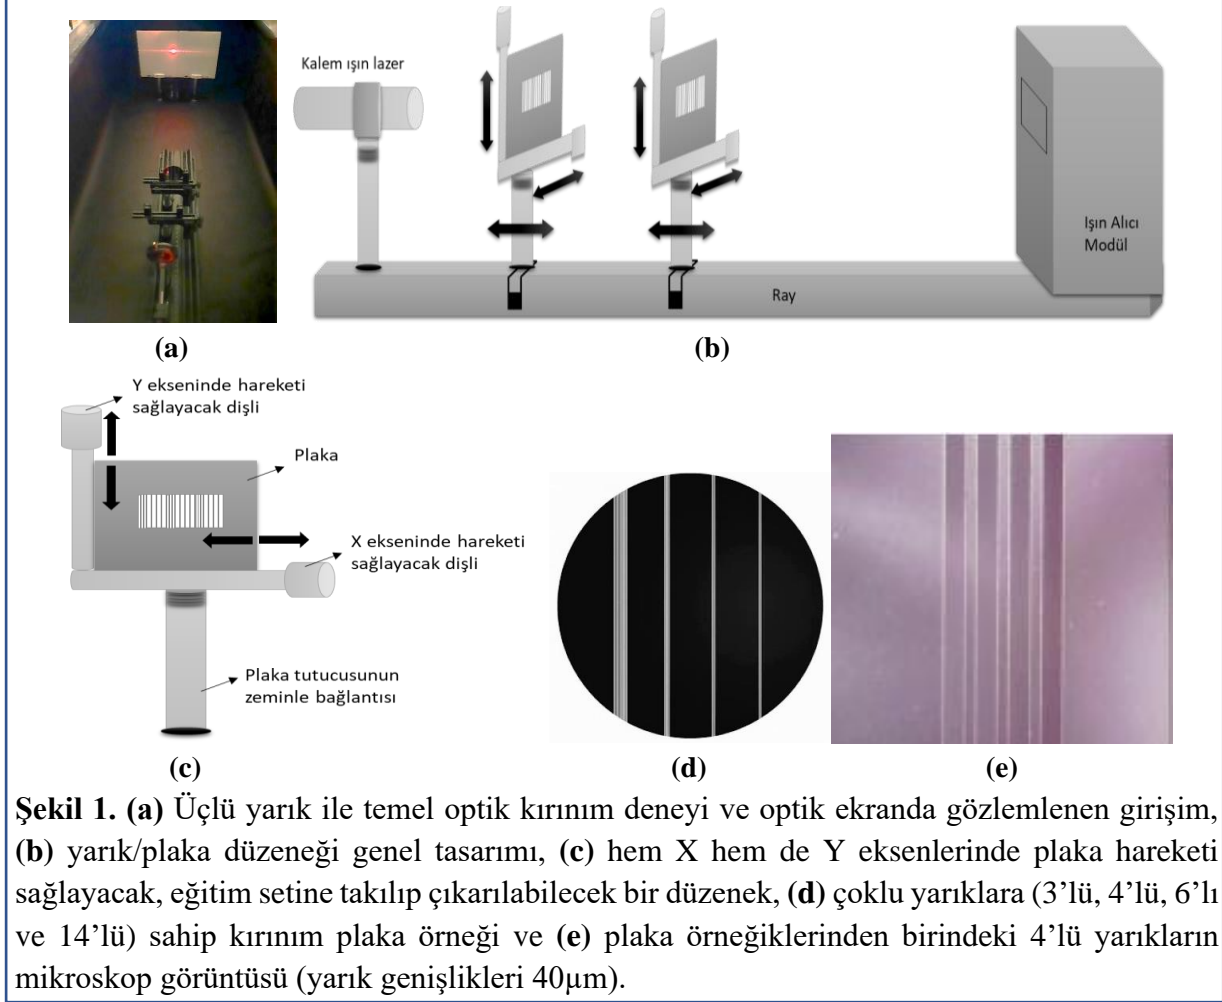 Kalem ışın lazer
Işın Alıcı
Modül
Ray
(a)
(b)
Y ekseninde hareketi
sağlayacak dişli
Plaka
X ekseninde hareketi
sağlayacak dişli
Plaka tutucusunun
zeminle bağlantısı
(c)
(d)
(e)
Şekil 1. (a) Üçlü yarık ile temel optik kırınım deneyi ve optik ekranda gözlemlenen girişim,
(b) yarık/plaka düzeneği genel tasarımı, (c) hem X hem de Y eksenlerinde plaka hareketi
sağlayacak, eğitim setine takılıp çıkarılabilecek bir düzenek, (d) çoklu yarıklara (3’lü, 4’lü, 6’lı
ve 14’lü) sahip kırınım plaka örneği ve (e) plaka örneğiklerinden birindeki 4’lü yarıkların
mikroskop görüntüsü (yarık genişlikleri 40µm).